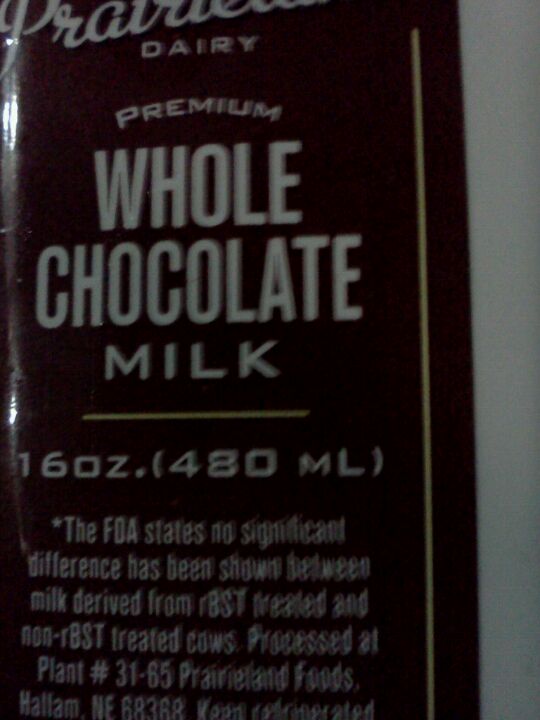 DAIRY
PREMIUM
WHOLE
CHOCOLATE
MILK
16oz.(480 ML)
*The FDA states no significant
difference has been shown between
milk derived from rBST treated and
non-rBST treated cows. Processed at
Plant # 31-65 Prairieland Foods,
Hallam, NE 68368 Keep refrigerated